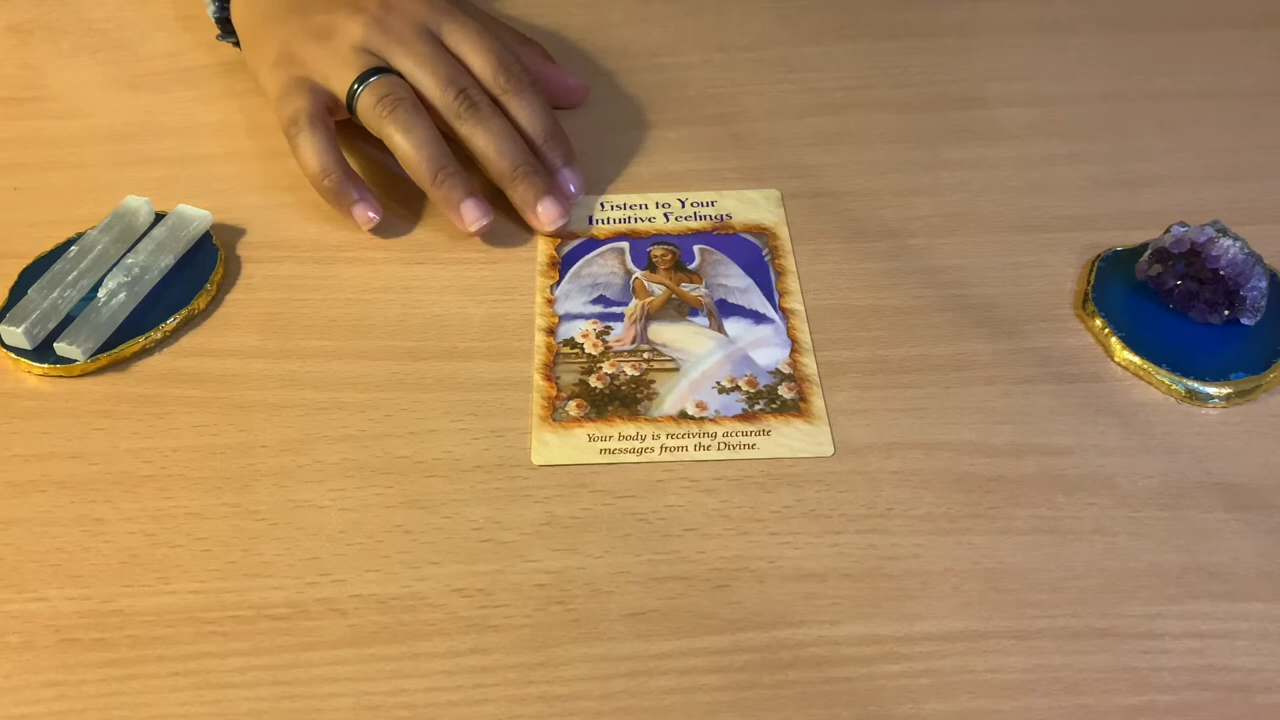 Listen to Your
Intuitive Feelings
Your body is receiving accurate
messages from the Divine.